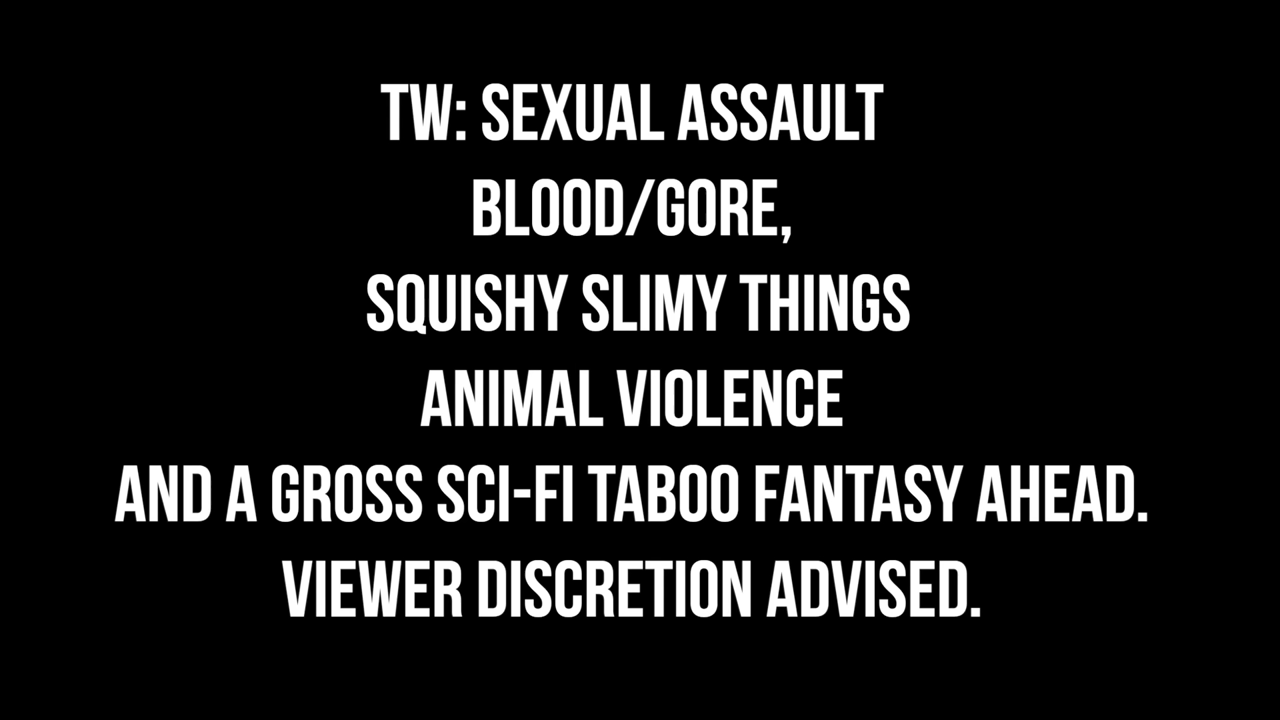 TW: SEXUAL ASSAULT
BLOOD/GORE,
SQUISHY SLIMY THINGS
ANIMAL VIOLENCE
AND A GROSS SCI-FI TABOO FANTASY AHEAD.
VIEWER DISCRETION ADVISED.